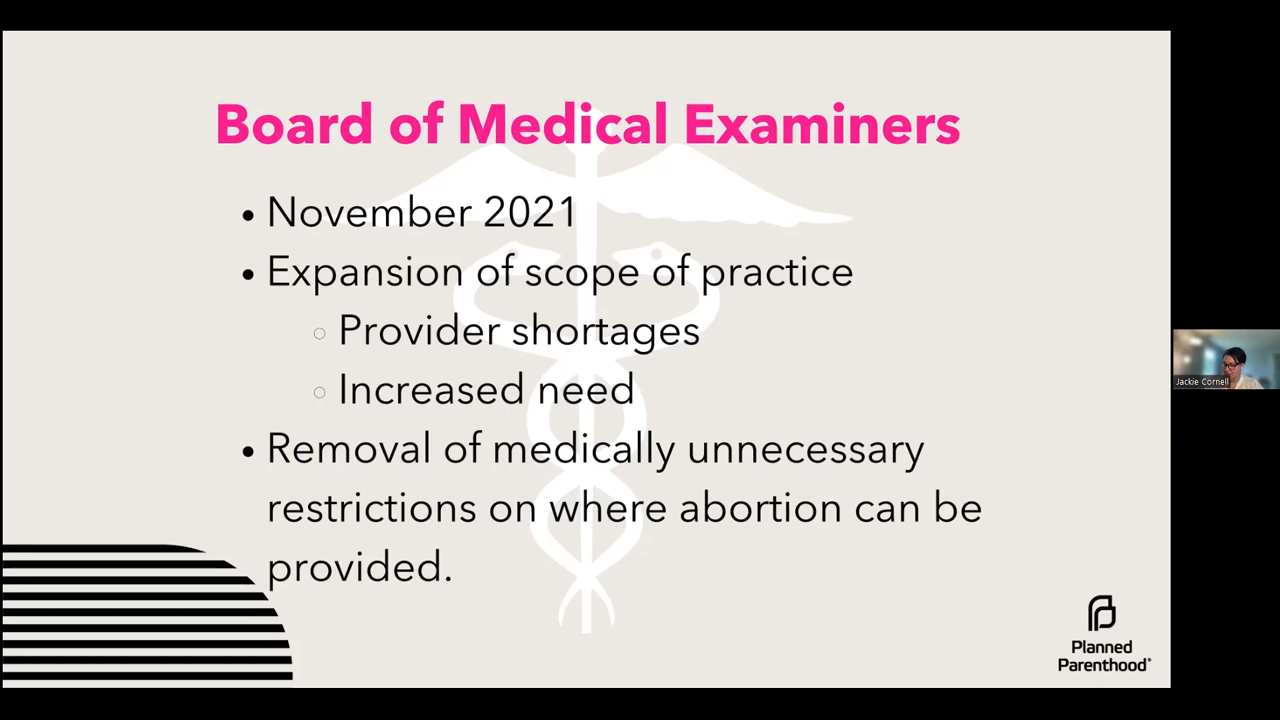 Board of Medical Examiners
• November 2021
• Expansion of scope of practice
○ Provider shortages
○ Increased need
• Removal of medically unnecessary
restrictions on where abortion can be
provided.
Planned
Parenthood®
Jackie Cornell